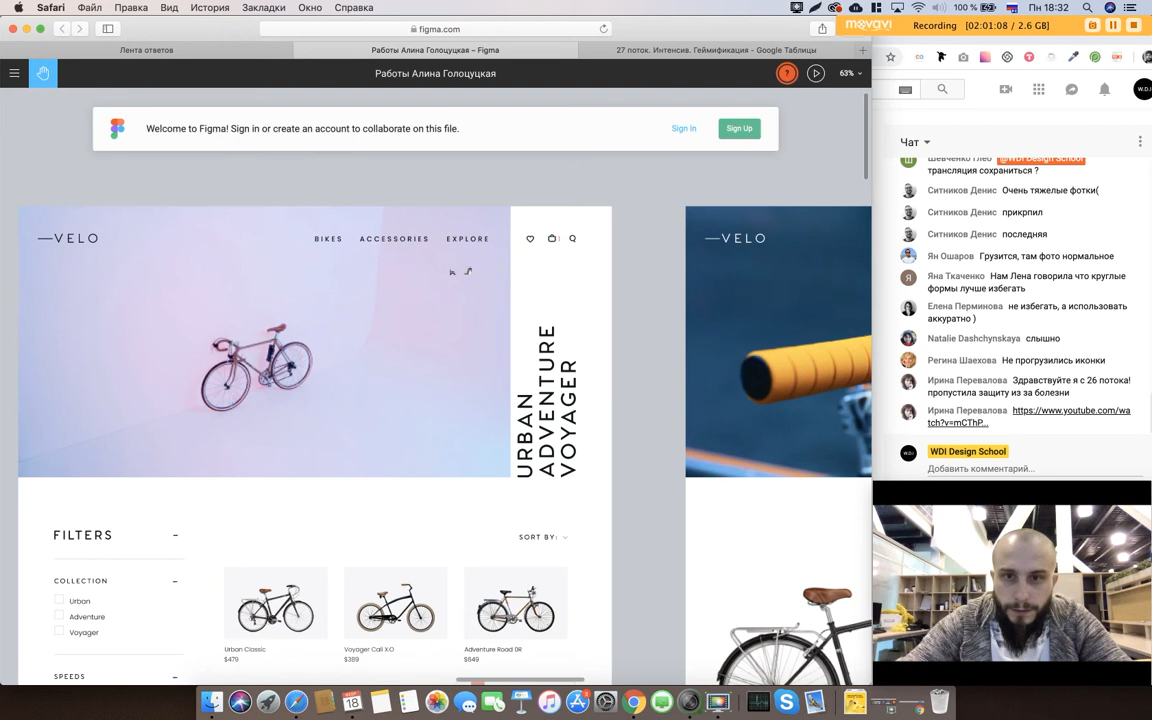 Safari Файл Правка Вид История Закладки Окно Справка
100 % Пн 18:32
movavi Recording [02:01:08 / 2.6 GB]
figma.com
Лента ответов
Работы Алина Голоцуцкая – Figma
27 поток. Интенсив. Геймификация - Google Таблицы
Работы Алина Голоцуцкая
? 63%
Welcome to Figma! Sign in or create an account to collaborate on this file.
Sign In
Sign Up
VELO
BIKES ACCESSORIES EXPLORE
URBAN
ADVENTURE
VOYAGER
VELO
FILTERS
SORT BY:
COLLECTION
Urban
Adventure
Voyager
SPEEDS
Urban Classic
$479
Voyager Cali X.O
$389
Adventure Road 0R
$649
Чат
Шевченко Глеб @WDI Design School
трансляция сохраниться ?
Ситников Денис Очень тяжелые фотки(
Ситников Денис прикрпил
Ситников Денис последняя
Ян Ошаров Грузится, там фото нормальное
Яна Ткаченко Нам Лена говорила что круглые
формы лучше избегать
Елена Перминова не избегать, а использовать
аккуратно )
Natalie Dashchynskaya слышно
Регина Шаехова Не прогрузились иконки
Ирина Перевалова Здравствуйте я с 26 потока!
пропустила защиту из за болезни
Ирина Перевалова https://www.youtube.com/wa
tch?v=mCThP...
WDI Design School
Добавить комментарий...